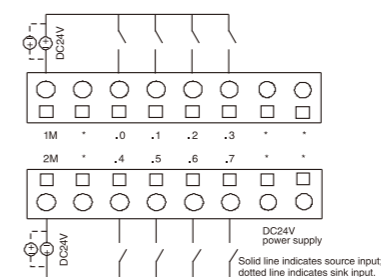 DC24V
1M * .0 .1 .2 .3 * *
2M * .4 .5 .6 .7 * *
DC24V
DC24V
power supply
Solid line indicates source input,
dotted line indicates sink input.